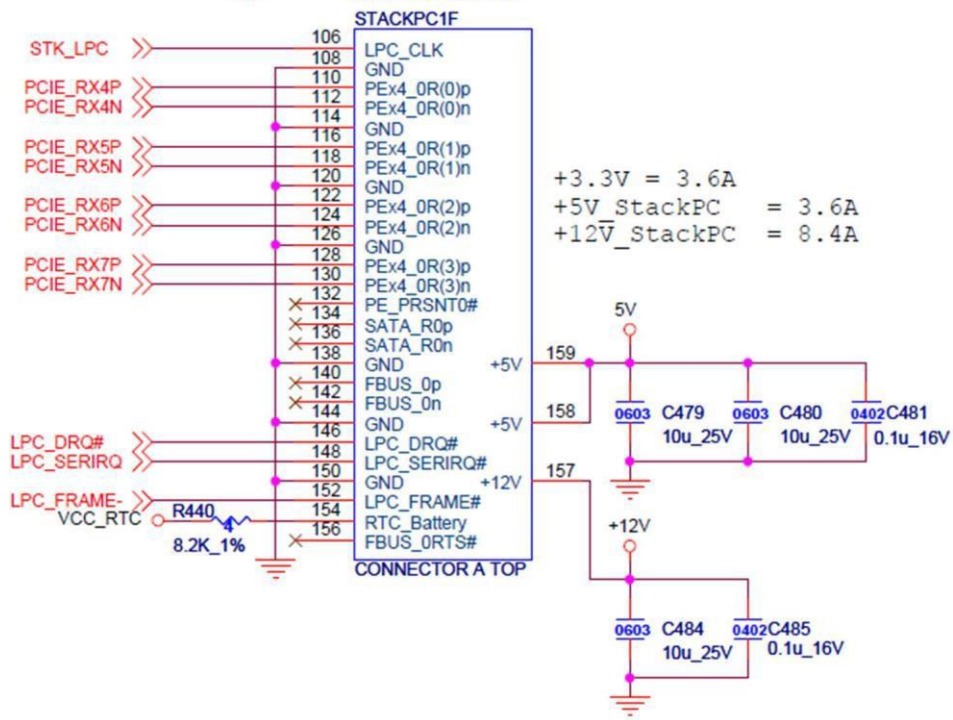 STACKPC1F
STK_LPC 106 LPC_CLK
108 GND
PCIE_RX4P 110 PEx4_0R(0)p
PCIE_RX4N 112 PEx4_0R(0)n
114 GND
PCIE_RX5P 116 PEx4_0R(1)p
PCIE_RX5N 118 PEx4_0R(1)n
120 GND
PCIE_RX6P 122 PEx4_0R(2)p
PCIE_RX6N 124 PEx4_0R(2)n
126 GND
PCIE_RX7P 128 PEx4_0R(3)p
PCIE_RX7N 130 PEx4_0R(3)n
132 PE_PRSNT0#
134 SATA_R0p
136 SATA_R0n
138 GND
140 FBUS_0p
142 FBUS_0n
144 GND
LPC_DRQ# 146 LPC_DRQ#
LPC_SERIRQ 148 LPC_SERIRQ#
150 GND
LPC_FRAME- 152 LPC_FRAME#
VCC_RTC R440 4 154 RTC_Battery
8.2K_1% 156 FBUS_0RTS#
CONNECTOR A TOP
+3.3V = 3.6A
+5V_StackPC = 3.6A
+12V_StackPC = 8.4A
5V
+5V 159
0603 C479 0603 C480 0402 C481
10u_25V 10u_25V 0.1u_16V
+5V 158
+12V 157
+12V
0603 C484 0402 C485
10u_25V 0.1u_16V